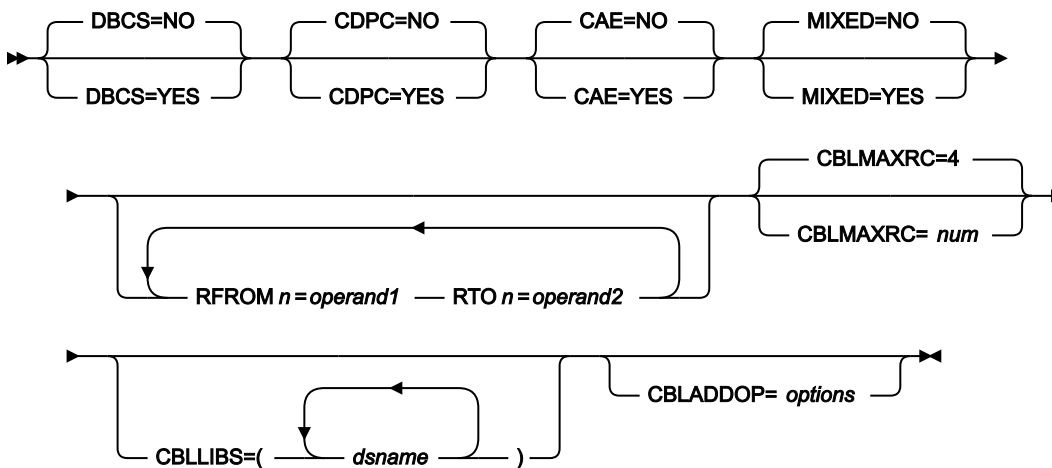 DBCS=NO CDPC=NO CAE=NO MIXED=NO
DBCS=YES CDPC=YES CAE=YES MIXED=YES
CBLMAXRC=4
CBLMAXRC= num
RFROM n=operand1 RTO n=operand2
CBLADDOP= options
CBLLIBS=( dsname )